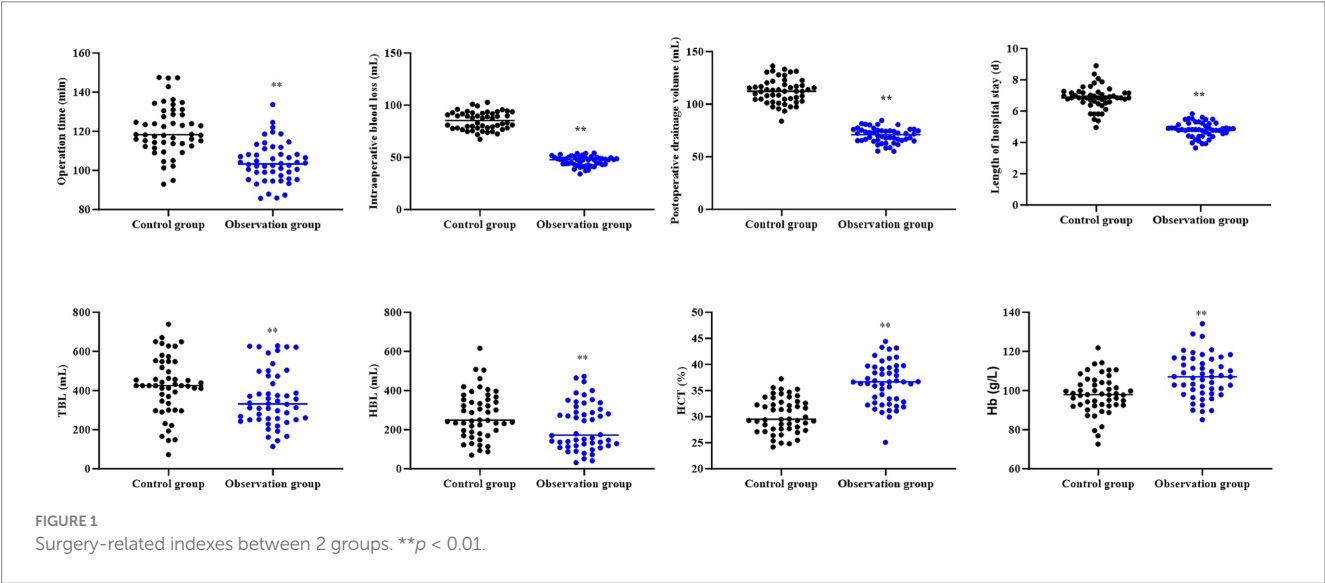 Operation time (min)
160
140
120
100
80
**
Control group
Observation group
Intraoperative blood loss (mL)
150
100
50
0
**
Control group
Observation group
Postoperative drainage volume (mL)
150
100
50
0
**
Control group
Observation group
Length of hospital stay (d)
10
8
6
4
2
0
**
Control group
Observation group
TBL (mL)
800
600
400
200
0
**
Control group
Observation group
HBL (mL)
800
600
400
200
0
**
Control group
Observation group
HCT (%)
50
45
40
35
30
25
20
**
Control group
Observation group
Hb (g/L)
140
120
100
80
60
**
Control group
Observation group
FIGURE 1
Surgery-related indexes between 2 groups. **p < 0.01.